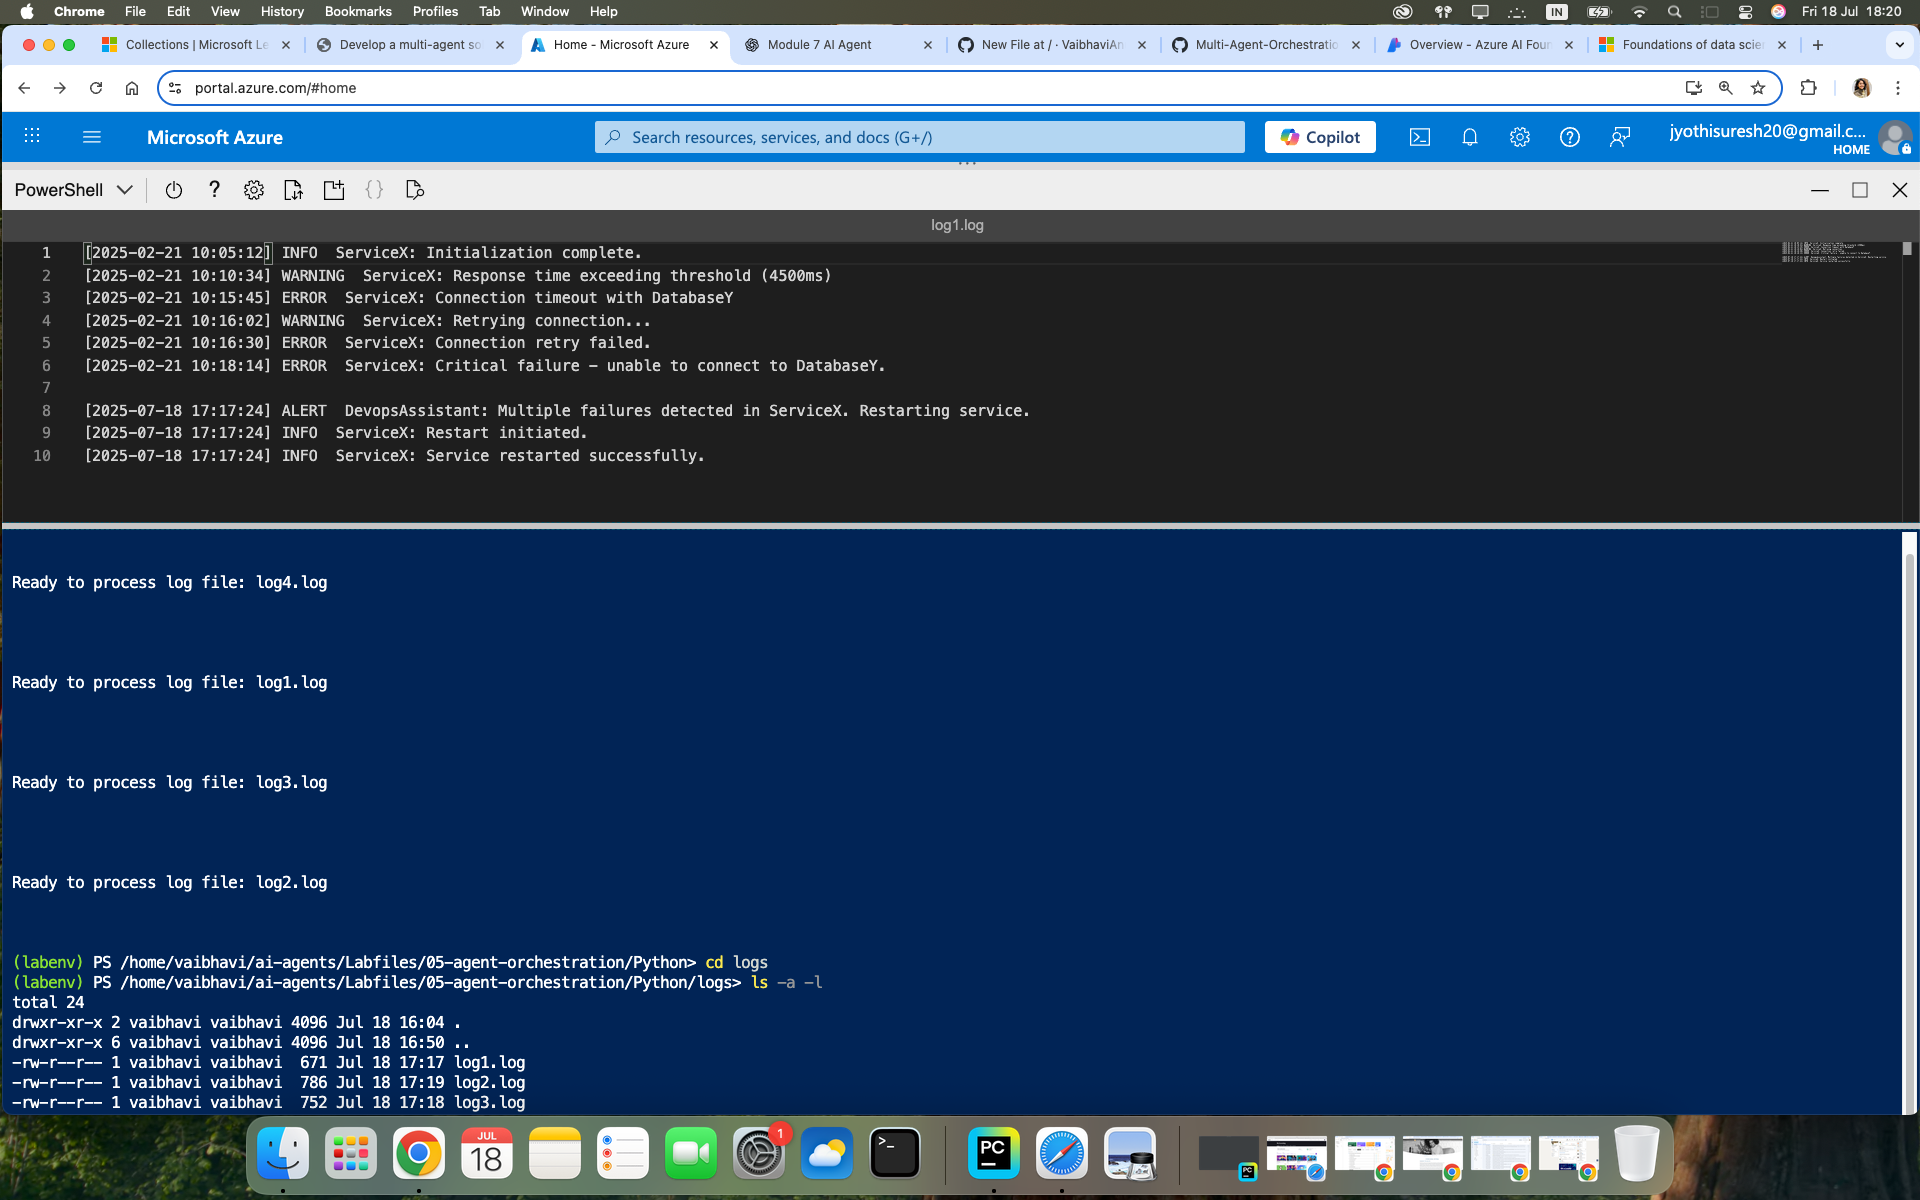 Chrome File Edit View History Bookmarks Profiles Tab Window Help IN Fri 18 Jul 18:20
Collections | Microsoft Le Develop a multi-agent so Home - Microsoft Azure Module 7 AI Agent New File at / · VaibhaviAn Multi-Agent-Orchestratio Overview - Azure AI Foun Foundations of data scie
portal.azure.com/#home
Microsoft Azure Search resources, services, and docs (G+/) Copilot jyothisuresh20@gmail.c...
HOME
PowerShell ? {}
log1.log
1 [2025-02-21 10:05:12] INFO ServiceX: Initialization complete.
2 [2025-02-21 10:10:34] WARNING ServiceX: Response time exceeding threshold (4500ms)
3 [2025-02-21 10:15:45] ERROR ServiceX: Connection timeout with DatabaseY
4 [2025-02-21 10:16:02] WARNING ServiceX: Retrying connection...
5 [2025-02-21 10:16:30] ERROR ServiceX: Connection retry failed.
6 [2025-02-21 10:18:14] ERROR ServiceX: Critical failure – unable to connect to DatabaseY.
7
8 [2025-07-18 17:17:24] ALERT DevopsAssistant: Multiple failures detected in ServiceX. Restarting service.
9 [2025-07-18 17:17:24] INFO ServiceX: Restart initiated.
10 [2025-07-18 17:17:24] INFO ServiceX: Service restarted successfully.
Ready to process log file: log4.log
Ready to process log file: log1.log
Ready to process log file: log3.log
Ready to process log file: log2.log
(labenv) PS /home/vaibhavi/ai-agents/Labfiles/05-agent-orchestration/Python> cd logs
(labenv) PS /home/vaibhavi/ai-agents/Labfiles/05-agent-orchestration/Python/logs> ls -a -l
total 24
drwxr-xr-x 2 vaibhavi vaibhavi 4096 Jul 18 16:04 .
drwxr-xr-x 6 vaibhavi vaibhavi 4096 Jul 18 16:50 ..
-rw-r--r-- 1 vaibhavi vaibhavi 671 Jul 18 17:17 log1.log
-rw-r--r-- 1 vaibhavi vaibhavi 786 Jul 18 17:19 log2.log
-rw-r--r-- 1 vaibhavi vaibhavi 752 Jul 18 17:18 log3.log
JUL
18
1
>_
PC
PC